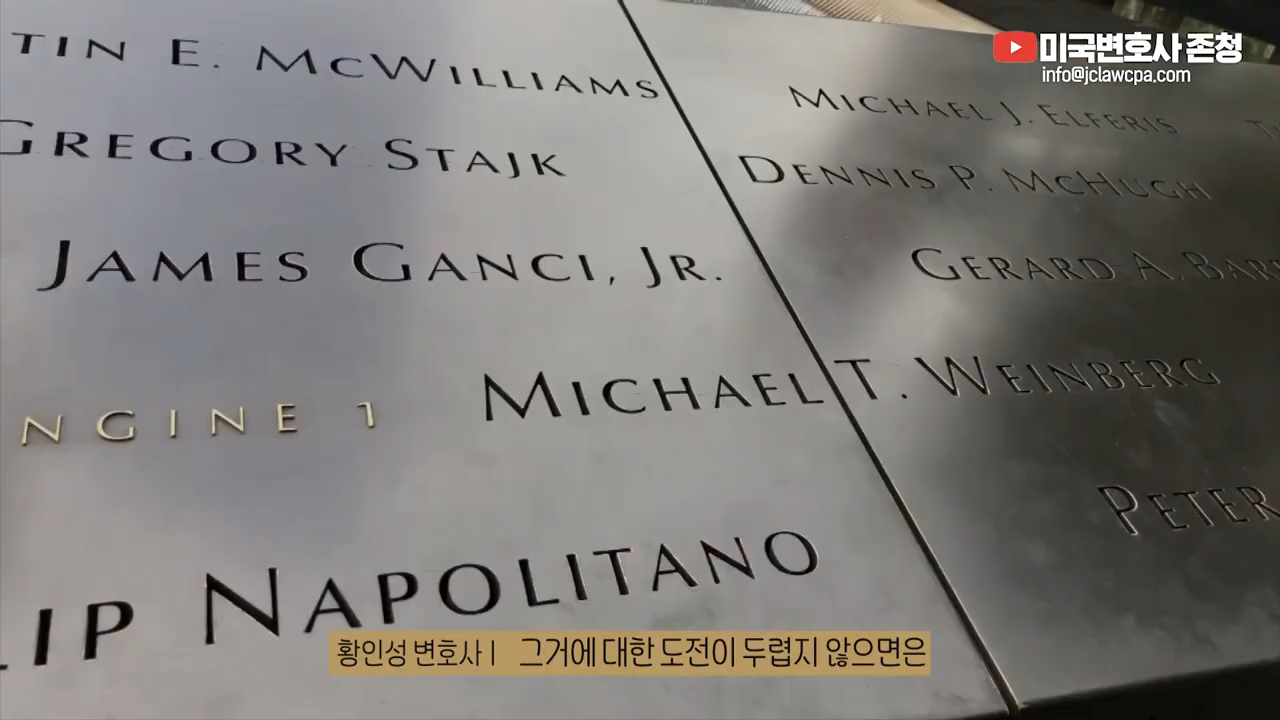 미국변호사 존청
info@jclawcpa.com
TIN E. MCWILLIAMS
GREGORY STAJK
JAMES GANCI, JR.
NGINE 1
MICHAEL T. WEINBERG
LIP NAPOLITANO
MICHAEL J. ELFERIS
DENNIS P. MCHUGH
GERARD A. BARR
PETER
황인성 변호사 | 그거에 대한 도전이 두렵지 않으면은